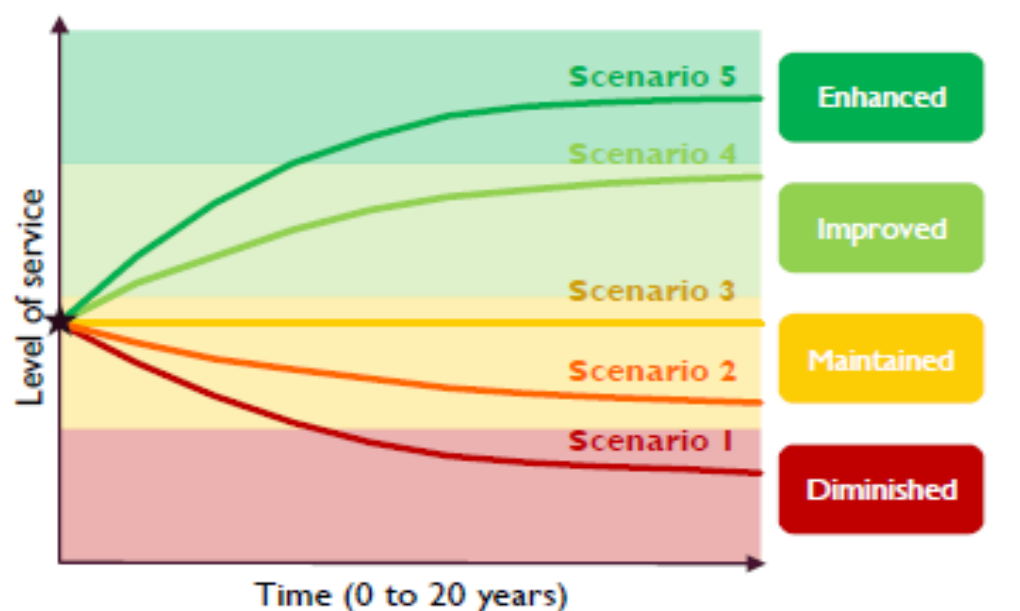 Scenario 5
Enhanced
Scenario 4
Improved
Level of service
Scenario 3
Maintained
Scenario 2
Scenario 1
Diminished
Time (0 to 20 years)